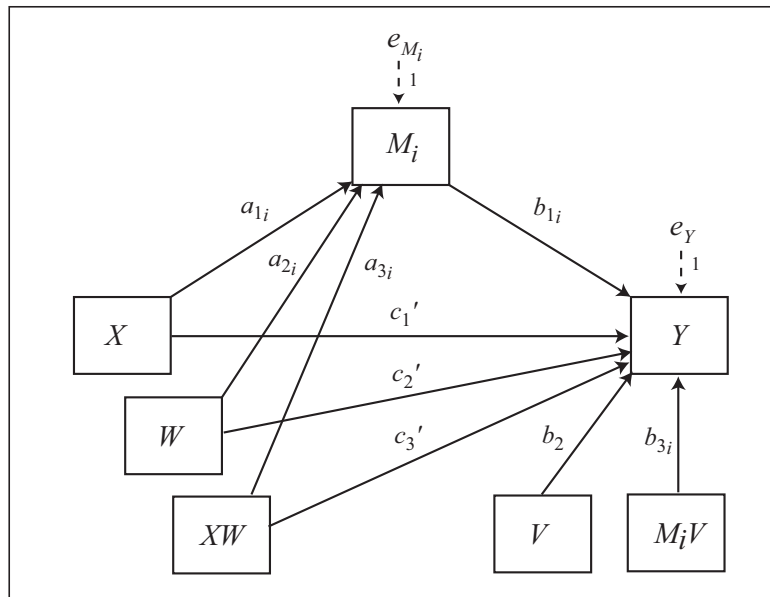 e_{M_i}
1
M_i
a_{1i}
b_{1i}
a_{2i}
a_{3i}
e_Y
1
X
c_1′
Y
W
c_2′
c_3′
b_2
b_{3i}
XW
V
M_iV